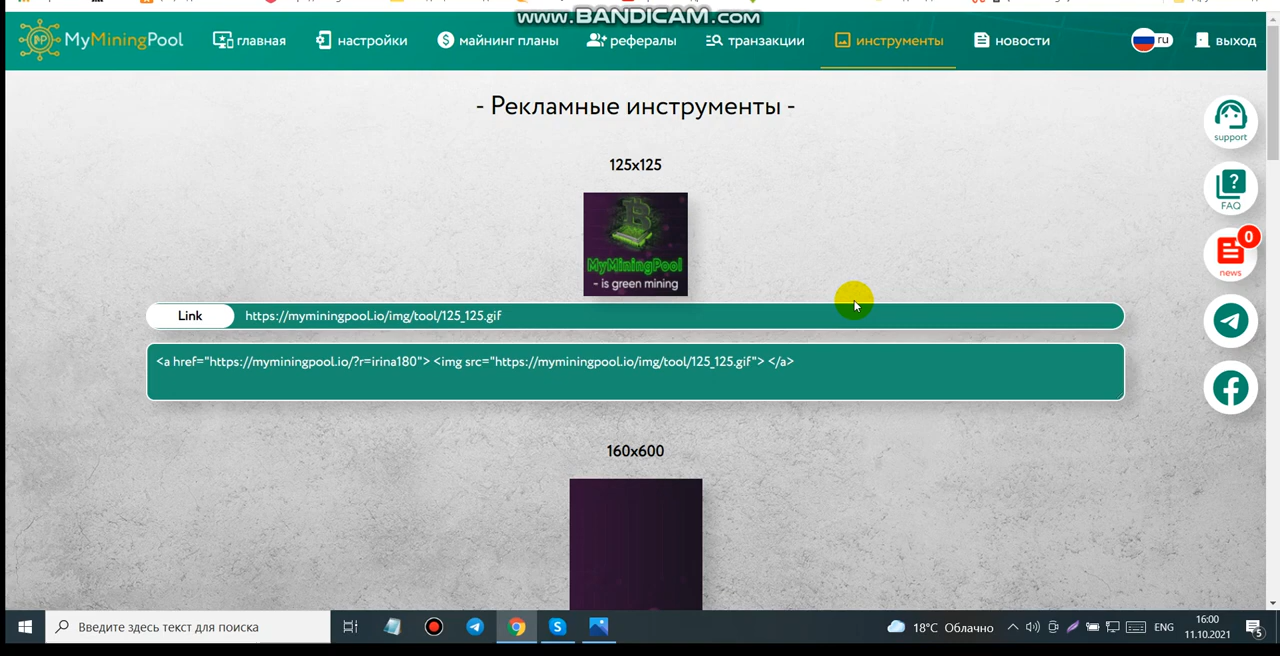 www.BANDICAM.com
MyMiningPool
главная
настройки
майнинг планы
рефералы
транзакции
инструменты
новости
ru
выход
- Рекламные инструменты -
support
125x125
MyMiningPool
- is green mining
FAQ
0
news
Link https://myminingpool.io/img/tool/125_125.gif
<a href="https://myminingpool.io/?r=irina180"> <img src="https://myminingpool.io/img/tool/125_125.gif"> </a>
160x600
Введите здесь текст для поиска
18°C Облачно
ENG
16:00
11.10.2021
5